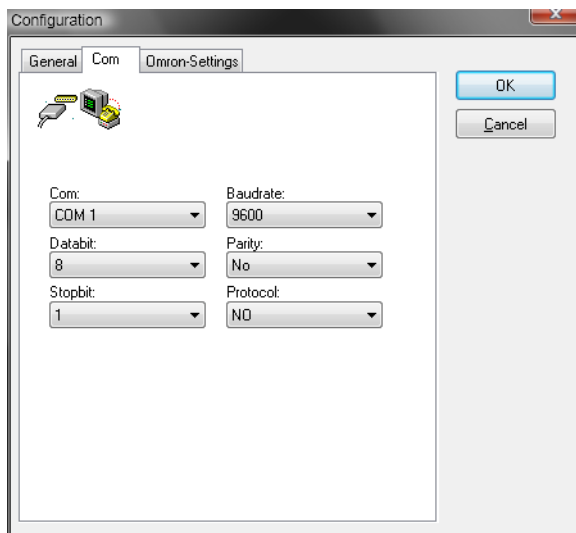 Configuration
General Com Omron-Settings
OK
Cancel
Com: Baudrate:
COM 1 9600
Databit: Parity:
8 No
Stopbit: Protocol:
1 NO